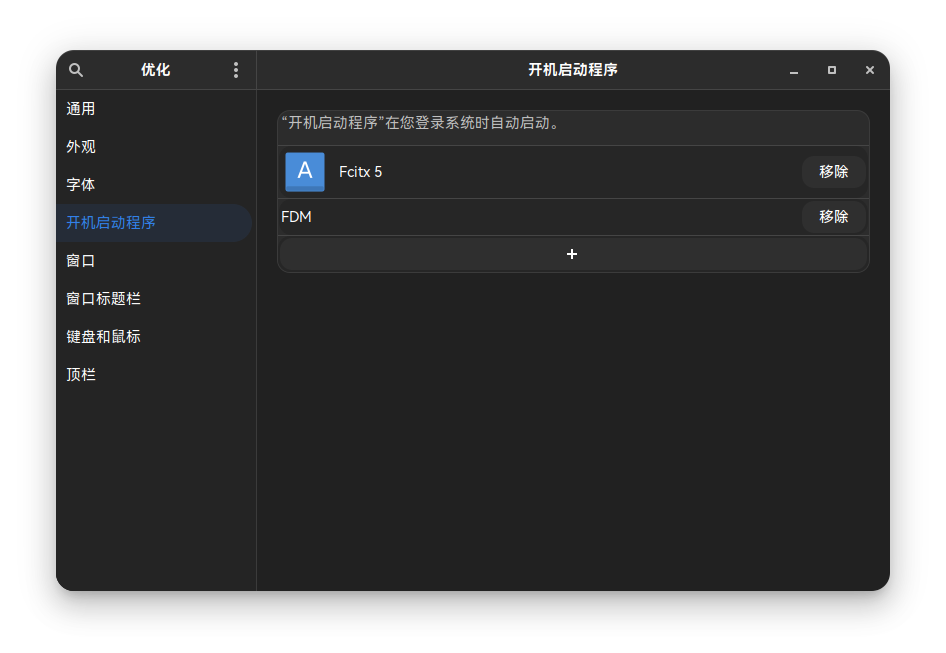 优化
开机启动程序
通用
外观
字体
开机启动程序
窗口
窗口标题栏
键盘和鼠标
顶栏
“开机启动程序”在您登录系统时自动启动。
A
Fcitx 5
移除
FDM
移除